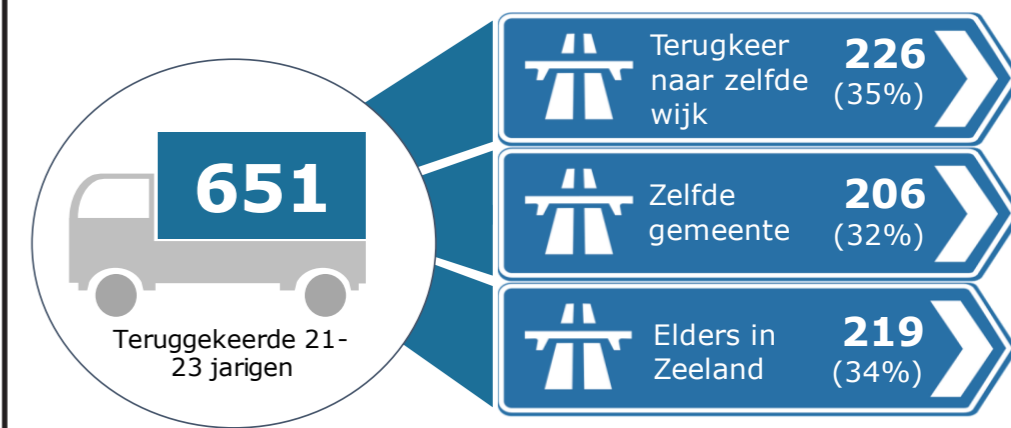 651
Teruggekeerde 21-
23 jarigen
Terugkeer
naar zelfde
wijk
226
(35%)
Zelfde
gemeente
206
(32%)
Elders in
Zeeland
219
(34%)